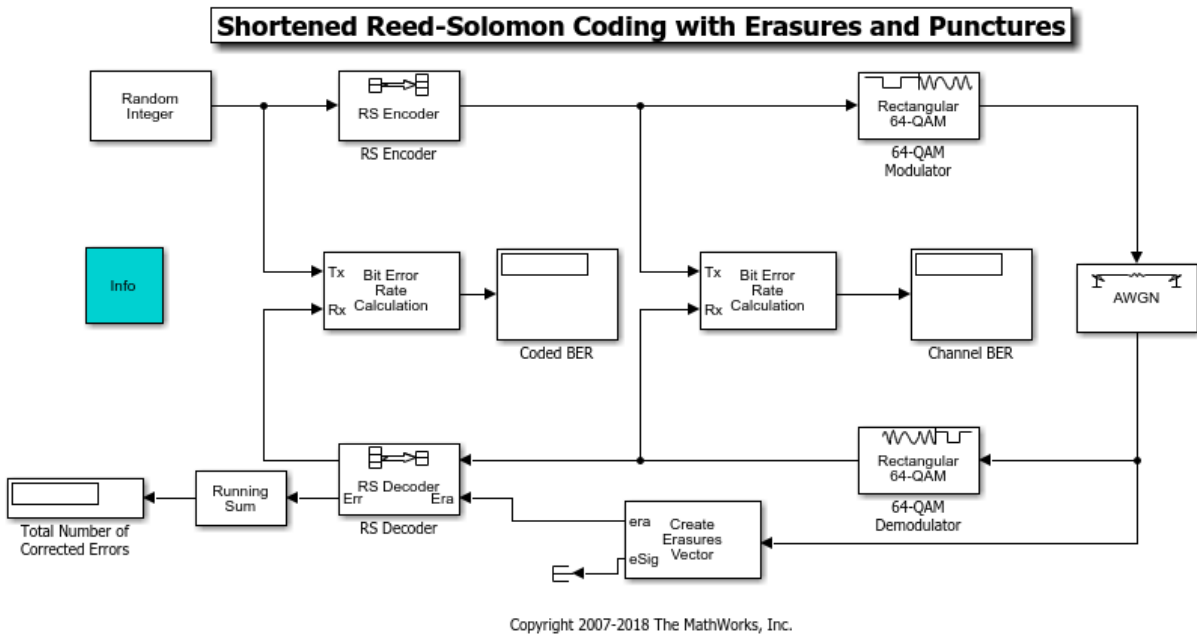 Shortened Reed-Solomon Coding with Erasures and Punctures
Random
Integer
RS Encoder
RS Encoder
Rectangular
64-QAM
64-QAM
Modulator
Info
Tx
Rx
Bit Error
Rate
Calculation
Coded BER
Tx
Rx
Bit Error
Rate
Calculation
Channel BER
AWGN
Total Number of
Corrected Errors
Running
Sum
RS Decoder
Err
Era
RS Decoder
Rectangular
64-QAM
64-QAM
Demodulator
era
eSig
Create
Erasures
Vector
Copyright 2007-2018 The MathWorks, Inc.